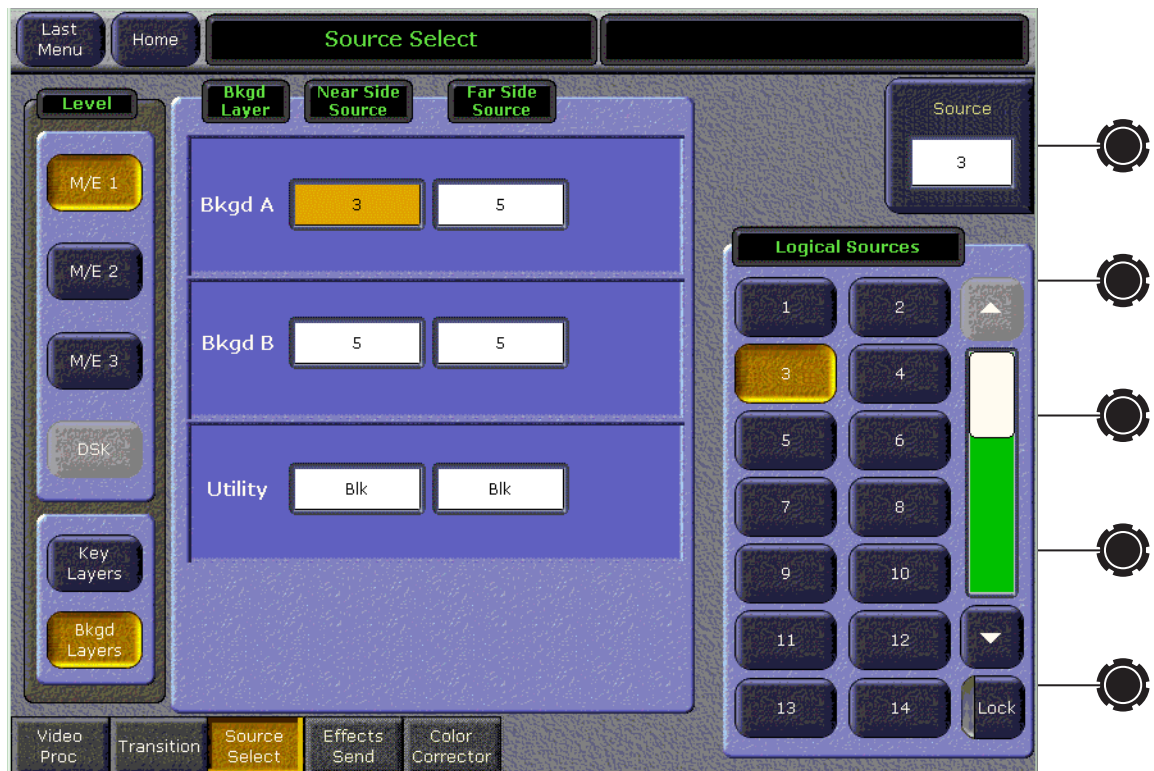 Last
Menu
Home
Source Select
Level
M/E 1
M/E 2
M/E 3
DSK
Key
Layers
Bkgd
Layers
Bkgd
Layer
Near Side
Source
Far Side
Source
Bkgd A
3
5
Bkgd B
5
5
Utility
Blk
Blk
Source
3
Logical Sources
1
2
3
4
5
6
7
8
9
10
11
12
13
14
Lock
Video
Proc
Transition
Source
Select
Effects
Send
Color
Corrector